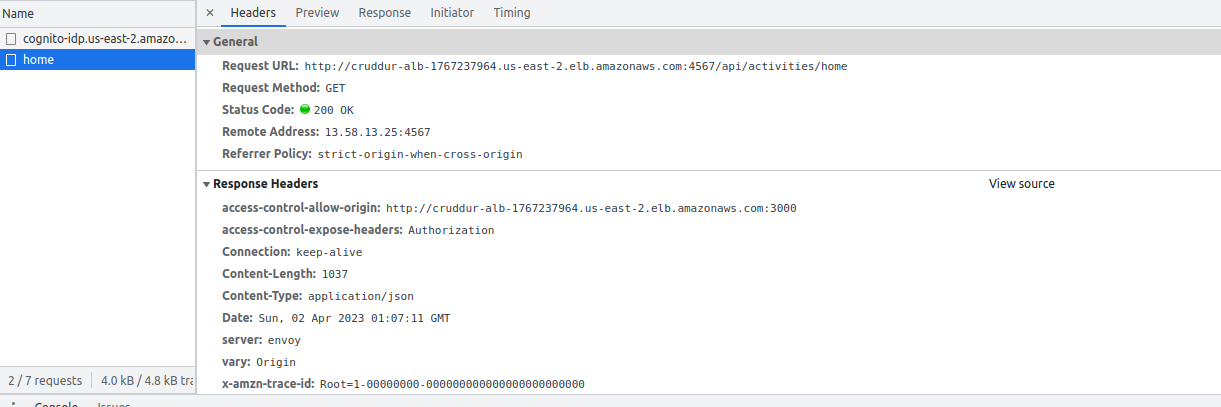 Name
× Headers Preview Response Initiator Timing
cognito-idp.us-east-2.amazo...
home
General
Request URL: http://cruddur-alb-1767237964.us-east-2.elb.amazonaws.com:4567/api/activities/home
Request Method: GET
Status Code: 200 OK
Remote Address: 13.58.13.25:4567
Referrer Policy: strict-origin-when-cross-origin
Response Headers View source
access-control-allow-origin: http://cruddur-alb-1767237964.us-east-2.elb.amazonaws.com:3000
access-control-expose-headers: Authorization
Connection: keep-alive
Content-Length: 1037
Content-Type: application/json
Date: Sun, 02 Apr 2023 01:07:11 GMT
server: envoy
vary: Origin
x-amzn-trace-id: Root=1-00000000-000000000000000000000000
2 / 7 requests 4.0 kB / 4.8 kB tra
Console Issues